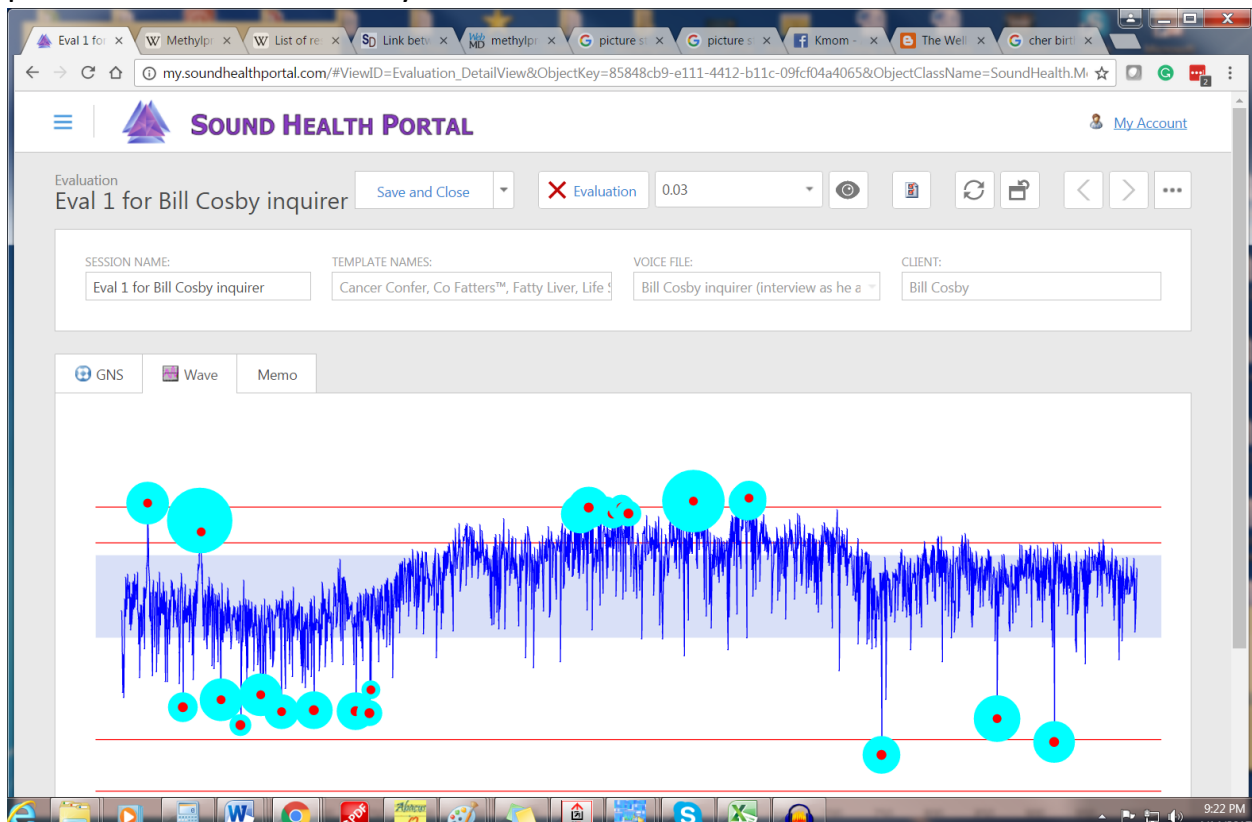 Eval 1 for
Methylpr
List of re
Link betw
methylpr
picture s
picture s
Kmom -
The Well
cher birt
my.soundhealthportal.com/#ViewID=Evaluation_DetailView&ObjectKey=85848cb9-e111-4412-b11c-09fcf04a4065&ObjectClassName=SoundHealth.M
SOUND HEALTH PORTAL
My Account
Evaluation
Eval 1 for Bill Cosby inquirer
Save and Close
Evaluation
0.03
SESSION NAME:
TEMPLATE NAMES:
VOICE FILE:
CLIENT:
Eval 1 for Bill Cosby inquirer
Cancer Confer, Co Fatters™, Fatty Liver, Life
Bill Cosby inquirer (interview as he a
Bill Cosby
GNS
Wave
Memo
9:22 PM